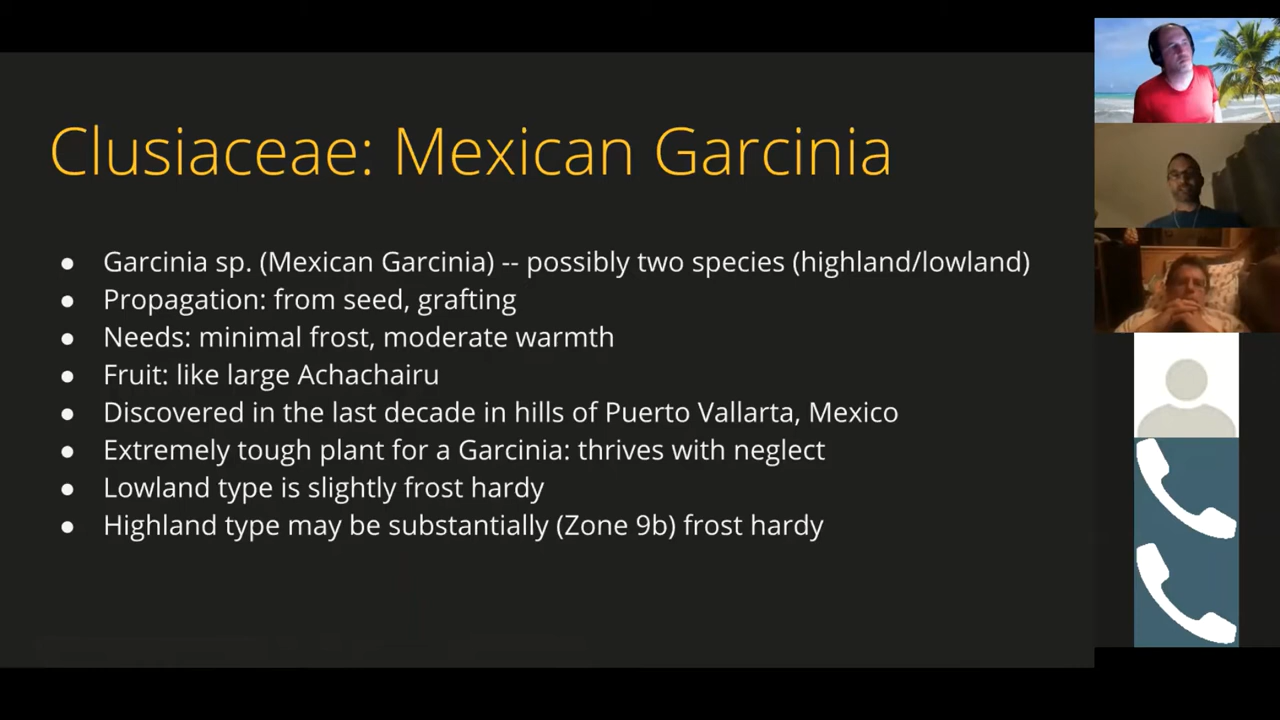 Clusiaceae: Mexican Garcinia
● Garcinia sp. (Mexican Garcinia) -- possibly two species (highland/lowland)
● Propagation: from seed, grafting
● Needs: minimal frost, moderate warmth
● Fruit: like large Achachairu
● Discovered in the last decade in hills of Puerto Vallarta, Mexico
● Extremely tough plant for a Garcinia: thrives with neglect
● Lowland type is slightly frost hardy
● Highland type may be substantially (Zone 9b) frost hardy